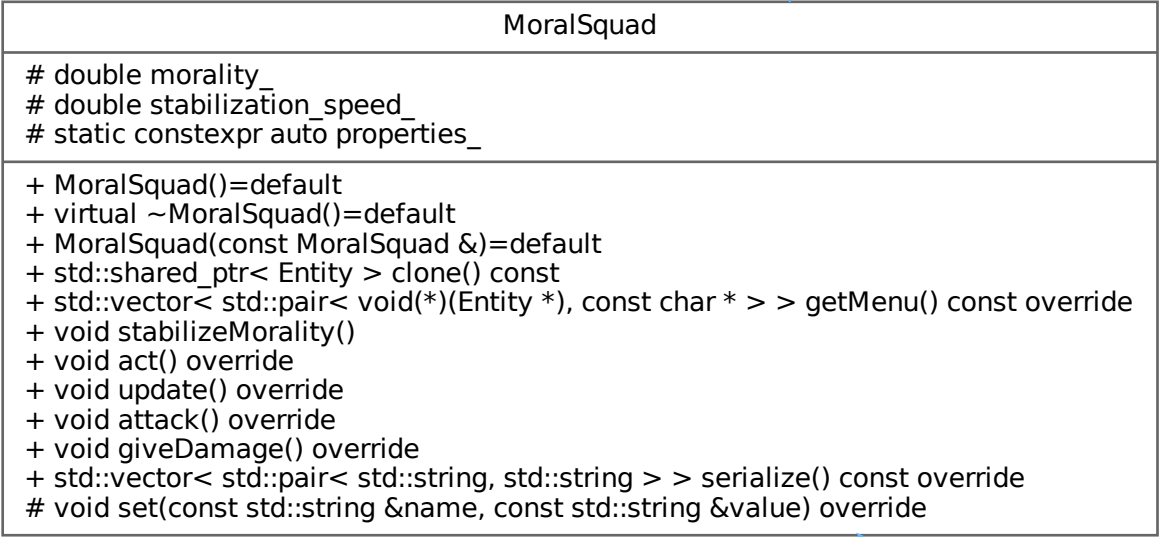 MoralSquad
# double morality_
# double stabilization_speed_
# static constexpr auto properties_
+ MoralSquad()=default
+ virtual ~MoralSquad()=default
+ MoralSquad(const MoralSquad &)=default
+ std::shared_ptr< Entity > clone() const
+ std::vector< std::pair< void(*)(Entity *), const char * > > getMenu() const override
+ void stabilizeMorality()
+ void act() override
+ void update() override
+ void attack() override
+ void giveDamage() override
+ std::vector< std::pair< std::string, std::string > > serialize() const override
# void set(const std::string &name, const std::string &value) override